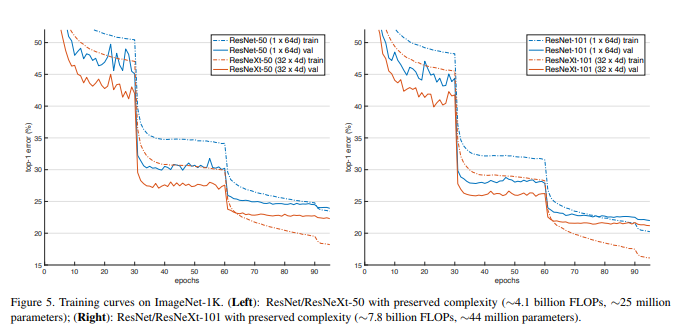 50
45
40
35
30
25
20
15
top-1 error (%)
10 20 30 40 50 60 70 80 90
epochs
ResNet-50 (1 x 64d) train
ResNet-50 (1 x 64d) val
ResNeXt-50 (32 x 4d) train
ResNeXt-50 (32 x 4d) val
50
45
40
35
30
25
20
15
top-1 error (%)
10 20 30 40 50 60 70 80 90
epochs
ResNet-101 (1 x 64d) train
ResNet-101 (1 x 64d) val
ResNeXt-101 (32 x 4d) train
ResNeXt-101 (32 x 4d) val
Figure 5. Training curves on ImageNet-1K. (Left): ResNet/ResNeXt-50 with preserved complexity (∼4.1 billion FLOPs, ∼25 million
parameters); (Right): ResNet/ResNeXt-101 with preserved complexity (∼7.8 billion FLOPs, ∼44 million parameters).